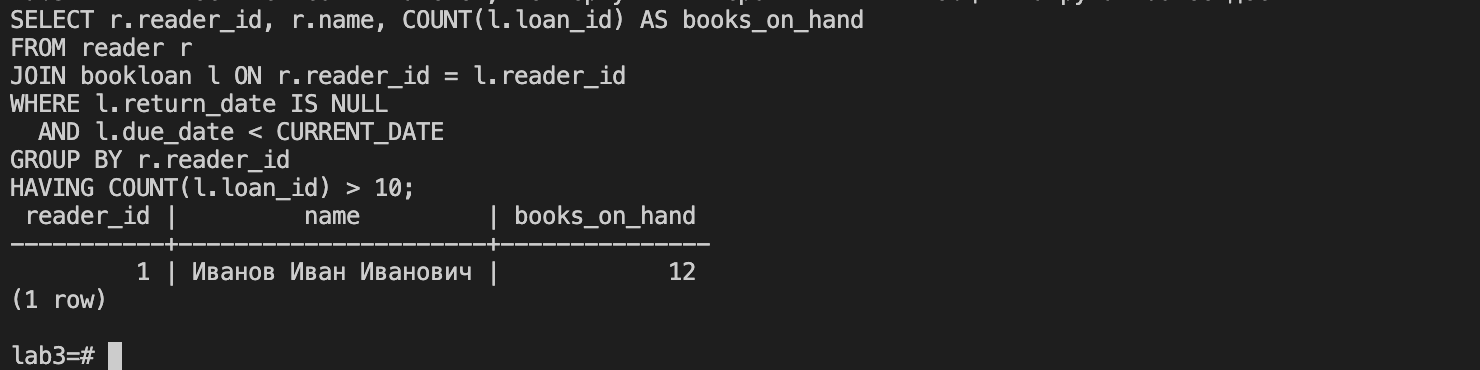 SELECT r.reader_id, r.name, COUNT(l.loan_id) AS books_on_hand
FROM reader r
JOIN bookloan l ON r.reader_id = l.reader_id
WHERE l.return_date IS NULL
  AND l.due_date < CURRENT_DATE
GROUP BY r.reader_id
HAVING COUNT(l.loan_id) > 10;
 reader_id |         name         | books_on_hand
-----------+----------------------+---------------
         1 | Иванов Иван Иванович |            12
(1 row)
lab3=#